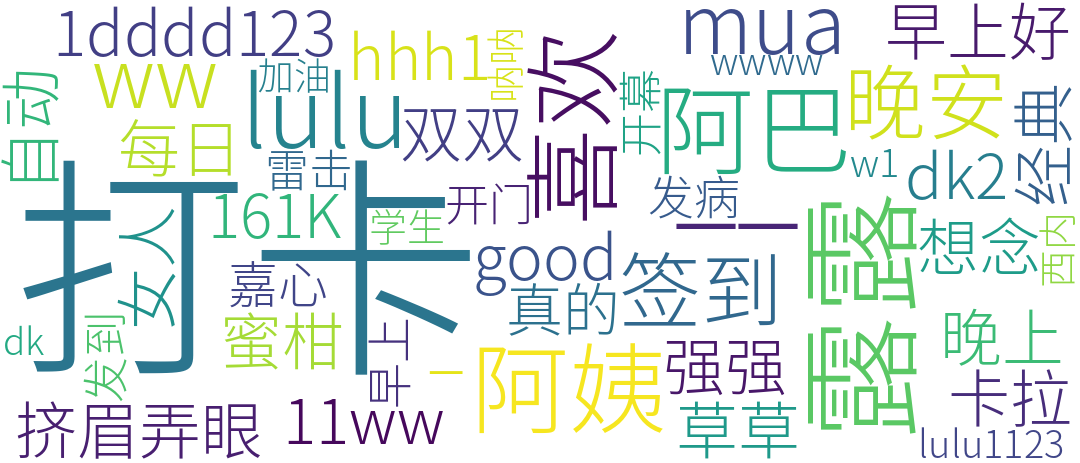 1dddd123
ww
hhh1
呐呐
加油
lulu
双双
自动
每日
雷击
打卡
女人
161K
学生
开门
嘉心
发到
dk
蜜柑
早上
一
挤眉弄眼
11ww
喜欢
mua
wwww
早上好
开幕
阿巴
晚安
经典
w1
dk2
发病
一一
good
真的
签到
露露
想念
西内
阿姨
强强
草草
晚上
卡拉
lulu1123